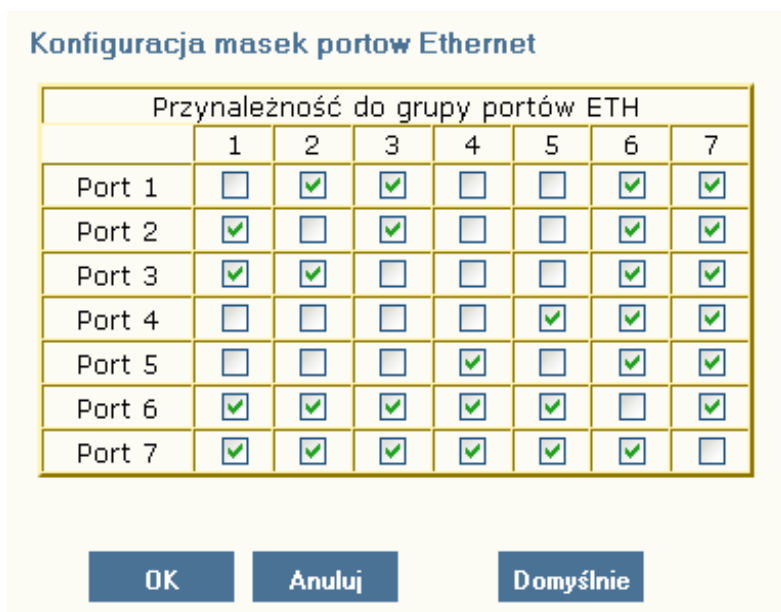 Konfiguracja masek portow Ethernet
Przynależność do grupy portów ETH
1 2 3 4 5 6 7
Port 1
Port 2
Port 3
Port 4
Port 5
Port 6
Port 7
OK Anuluj Domyślnie